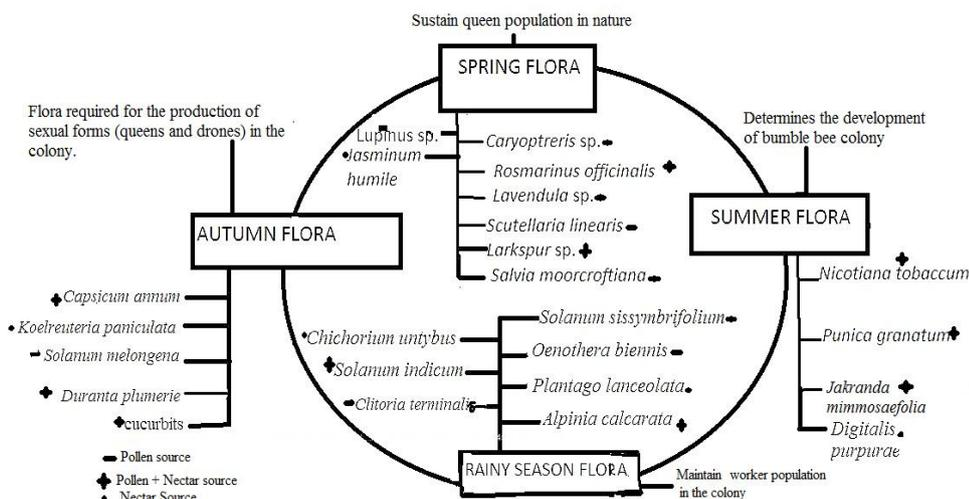 Sustain queen population in nature
SPRING FLORA
Flora required for the production of
sexual forms (queens and drones) in the
colony.
Determines the development
of bumble bee colony
Lupinus sp.
Jasminum
humile
Caryoptreris sp.
Rosmarinus officinalis
Lavendula sp.
Scutellaria linearis
Larkspur sp.
Salvia moorcroftiana
AUTUMN FLORA
SUMMER FLORA
Capsicum annum
Koelreuteria paniculata
Solanum melongena
Duranta plumerie
cucurbits
Chichorium untybus
Solanum indicum
Clitoria terminalis
Solanum sissymbrifolium
Oenothera biennis
Plantago lanceolata
Alpinia calcarata
Nicotiana tobaccum
Punica granatum
Jakranda
mimmosaefolia
Digitalis
purpurae
RAINY SEASON FLORA
Maintain worker population
in the colony
Pollen source
Pollen + Nectar source
Nectar Source